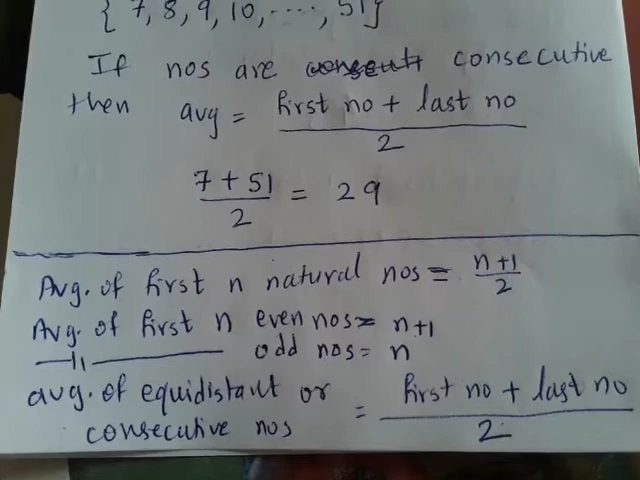 { 7, 8, 9, 10, ...., 51}
If nos are consecutive
then avg = first no + last no
2
7 + 51 = 29
2
Avg. of first n natural nos = n+1
2
Avg. of first n even nos = n+1
—11——— odd nos = n
avg. of equidistant or
consecutive nos = first no + last no
2